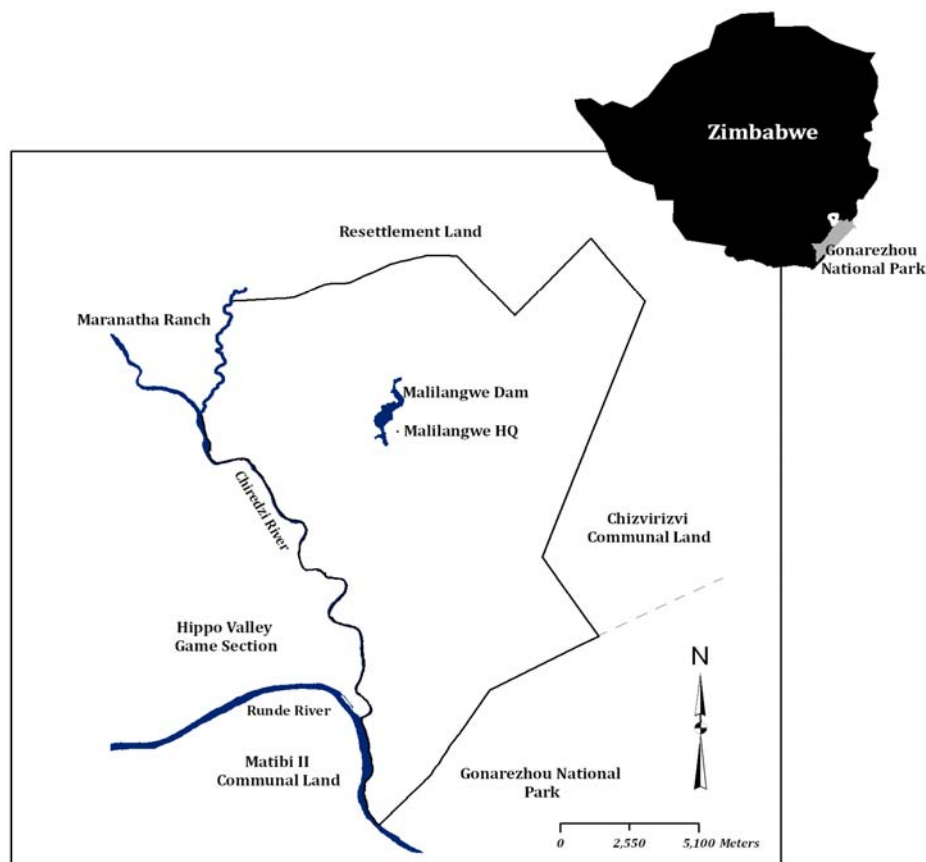 Zimbabwe
Gonarezhou
National Park
Resettlement Land
Maranatha Ranch
Malilangwe Dam
Malilangwe HQ
Chiredzi River
Chizvirizvi
Communal Land
Hippo Valley
Game Section
N
Runde River
Matibi II
Communal Land
Gonarezhou National
Park
0 2,550 5,100 Meters